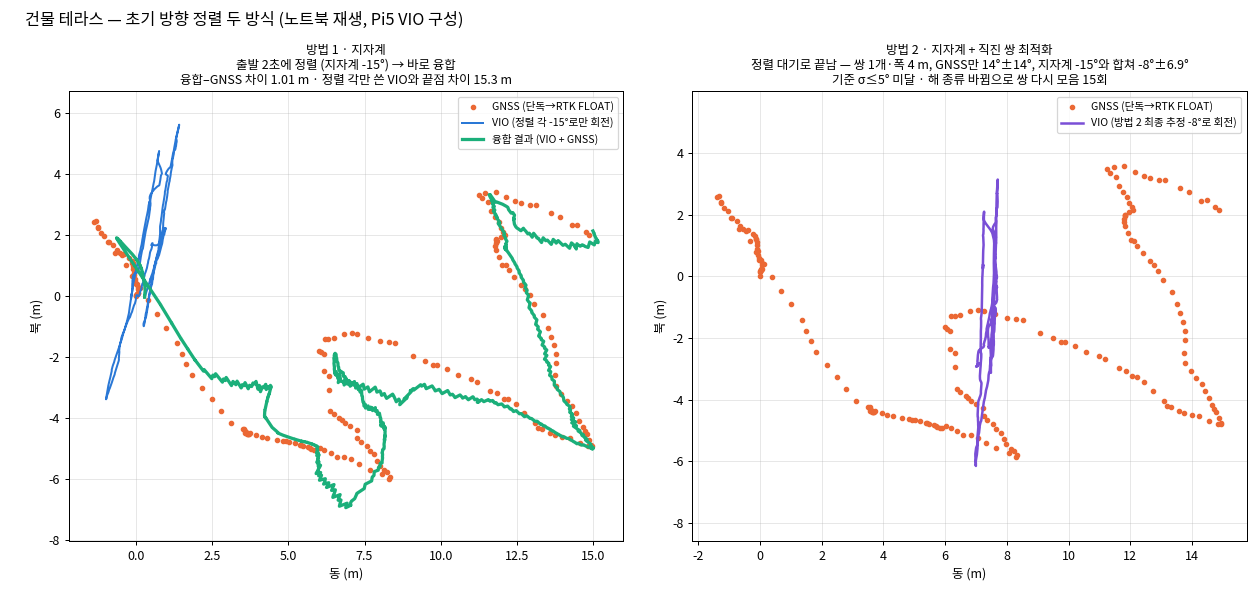 건물 테라스 — 초기 방향 정렬 두 방식 (노트북 재생, Pi5 VIO 구성)
방법 1 · 지자계
출발 2초에 정렬 (지자계 -15°) → 바로 융합
융합–GNSS 차이 1.01 m · 정렬 각만 쓴 VIO와 끝점 차이 15.3 m
GNSS (단독→RTK FLOAT)
VIO (정렬 각 -15°로만 회전)
융합 결과 (VIO + GNSS)
북 (m)
6
4
2
0
-2
-4
-6
-8
0.0
2.5
5.0
7.5
10.0
12.5
15.0
동 (m)
방법 2 · 지자계 + 직진 쌍 최적화
정렬 대기로 끝남 — 쌍 1개·폭 4 m, GNSS만 14°±14°, 지자계 -15°와 합쳐 -8°±6.9°
기준 σ≤5° 미달 · 해 종류 바뀜으로 쌍 다시 모음 15회
GNSS (단독→RTK FLOAT)
VIO (방법 2 최종 추정 -8°로 회전)
북 (m)
4
2
0
-2
-4
-6
-8
-2
0
2
4
6
8
10
12
14
동 (m)